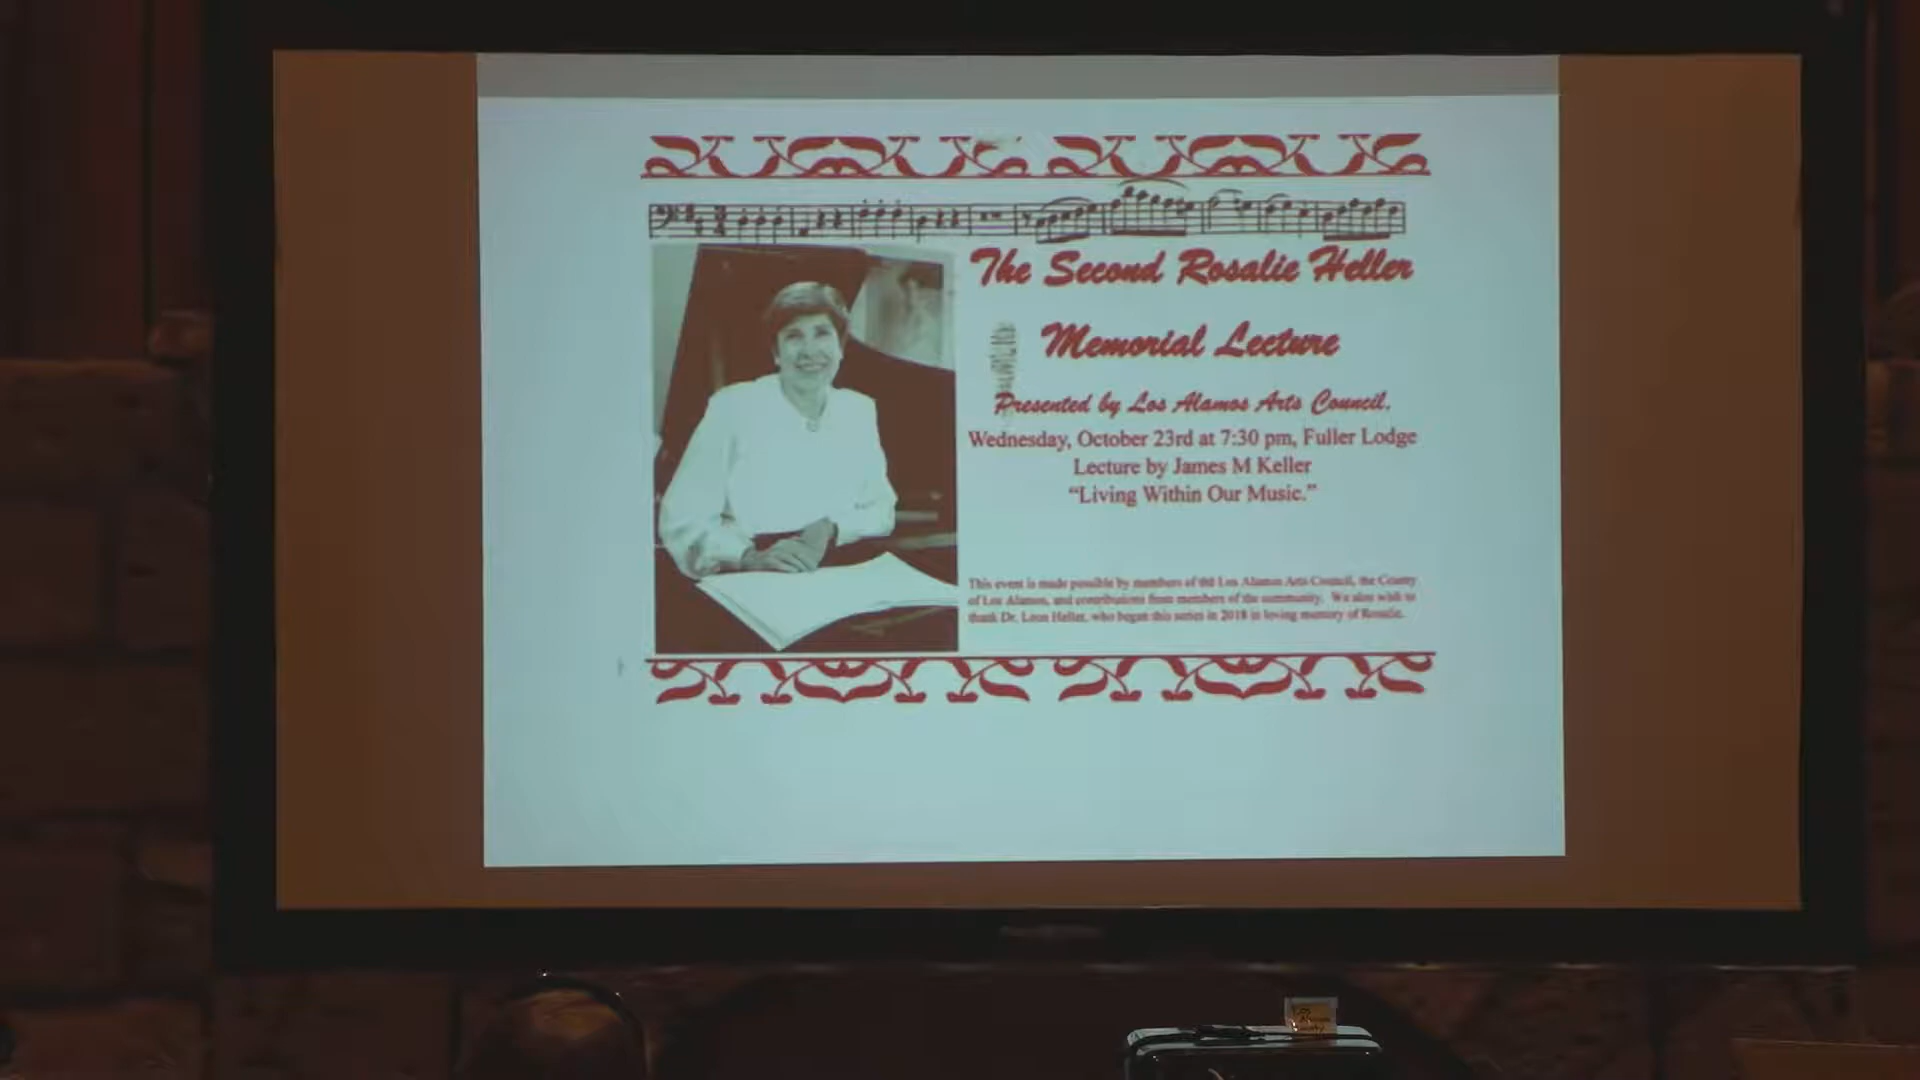 The Second Rosalie Heller
Memorial Lecture
Presented by Los Alamos Arts Council.
Wednesday, October 23rd at 7:30 pm, Fuller Lodge
Lecture by James M Keller
“Living Within Our Music.”
This event is made possible by members of the Los Alamos Arts Council, the County
of Los Alamos, and contributions from members of the community. We also wish to
thank Dr. Leon Heller, who began this series in 2018 in loving memory of Rosalie.